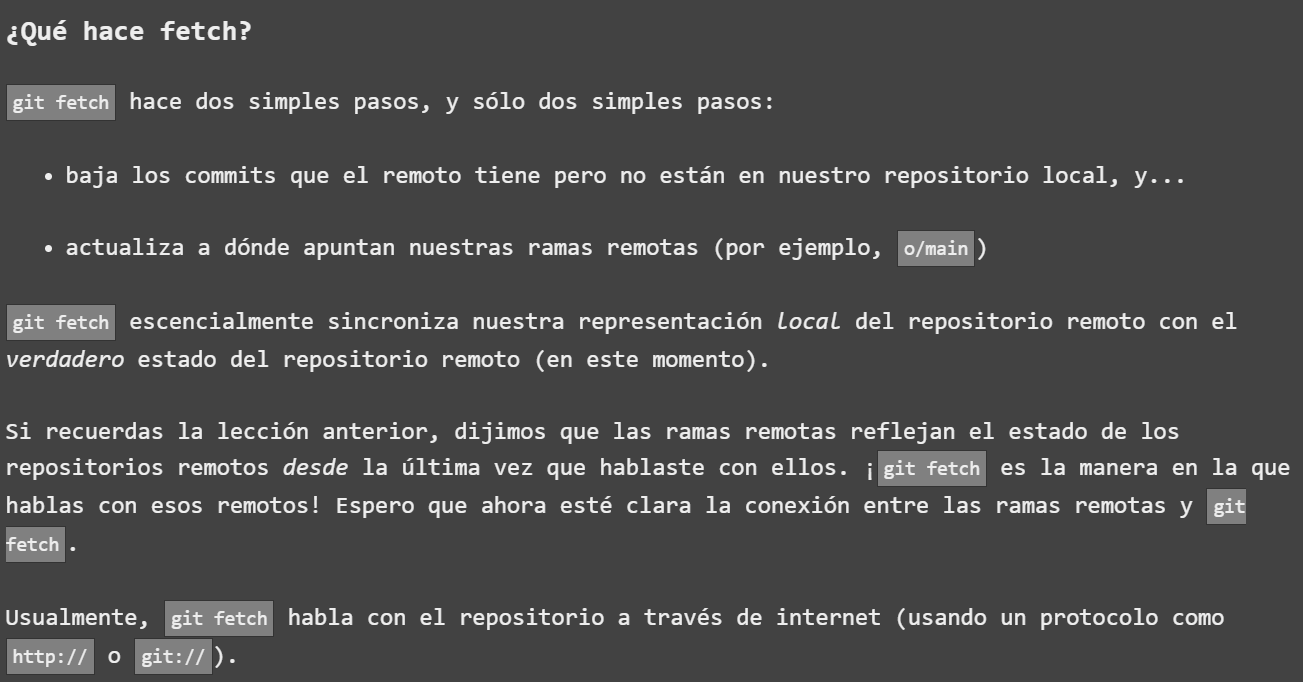 ¿Qué hace fetch?
git fetch hace dos simples pasos, y sólo dos simples pasos:
• baja los commits que el remoto tiene pero no están en nuestro repositorio local, y...
• actualiza a dónde apuntan nuestras ramas remotas (por ejemplo, o/main)
git fetch escencialmente sincroniza nuestra representación local del repositorio remoto con el
verdadero estado del repositorio remoto (en este momento).
Si recuerdas la lección anterior, dijimos que las ramas remotas reflejan el estado de los
repositorios remotos desde la última vez que hablaste con ellos. ¡git fetch es la manera en la que
hablas con esos remotos! Espero que ahora esté clara la conexión entre las ramas remotas y git
fetch.
Usualmente, git fetch habla con el repositorio a través de internet (usando un protocolo como
http:// o git://).